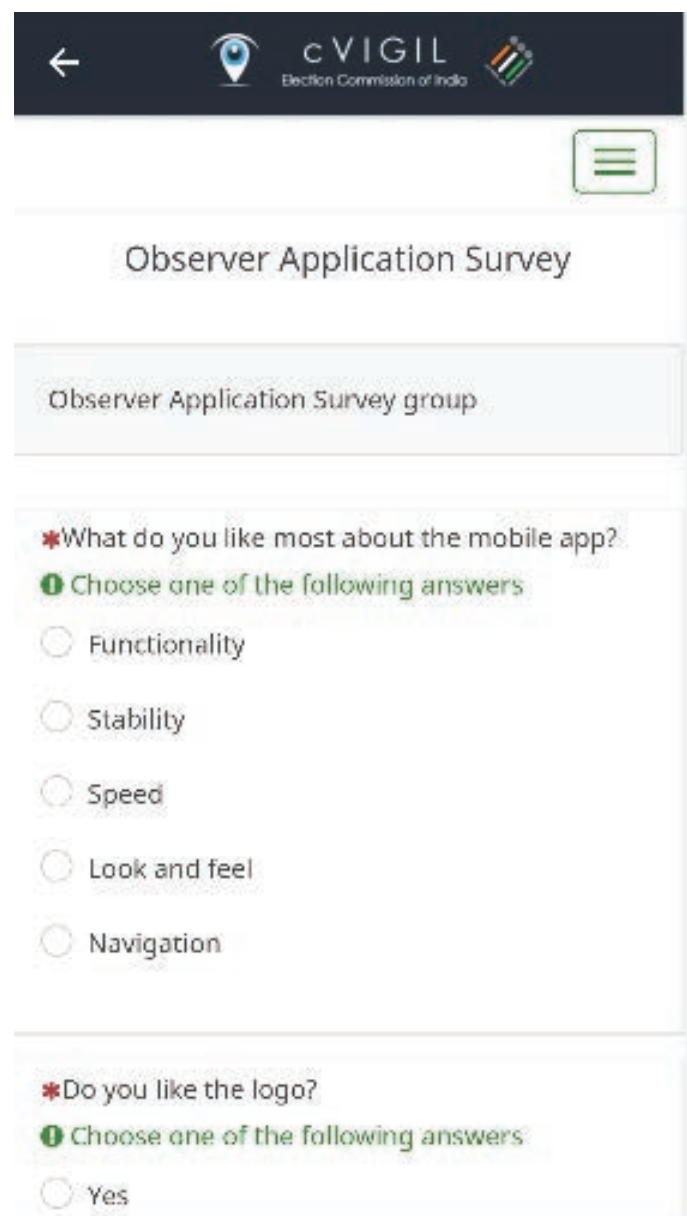 cVIGIL
Election Commission of India
Observer Application Survey
Observer Application Survey group
✱What do you like most about the mobile app?
Choose one of the following answers
Functionality
Stability
Speed
Look and feel
Navigation
✱Do you like the logo?
Choose one of the following answers
Yes